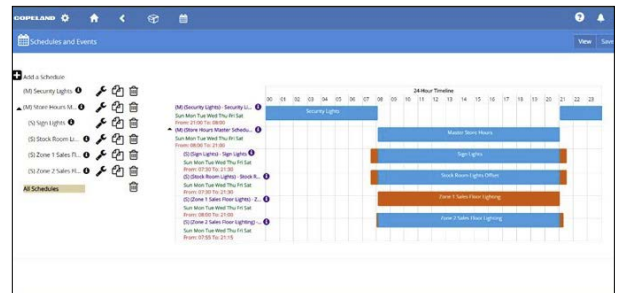 COPELAND
Schedules and Events
View Save
Add a Schedule
(M) Security Lights
(M) Store Hours M...
(S) Sign Lights
(S) Stock Room Li...
(S) Zone 1 Sales Fl...
(S) Zone 2 Sales Fl...
All Schedules
24-Hour Timeline
00 01 02 03 04 05 06 07 08 09 10 11 12 13 14 15 16 17 18 19 20 21 22 23
(M) (Security Lights) - Security Li...
Sun Mon Tue Wed Thu Fri Sat
From: 21:00 To: 08:00
Security Lights
(M) (Store Hours Master Schedu...
Sun Mon Tue Wed Thu Fri Sat
From: 08:00 To: 21:00
Master Store Hours
(S) (Sign Lights) - Sign Lights
Sun Mon Tue Wed Thu Fri Sat
From: 07:30 To: 21:30
Sign Lights
(S) (Stock Room Lights) - Stock R...
Sun Mon Tue Wed Thu Fri Sat
From: 07:30 To: 21:30
Stock Room Lights Offset
(S) (Zone 1 Sales Floor Lights) - Z...
Sun Mon Tue Wed Thu Fri Sat
From: 08:00 To: 21:00
Zone 1 Sales Floor Lighting
(S) (Zone 2 Sales Floor Lighting) -...
Sun Mon Tue Wed Thu Fri Sat
From: 07:55 To: 21:15
Zone 2 Sales Floor Lighting